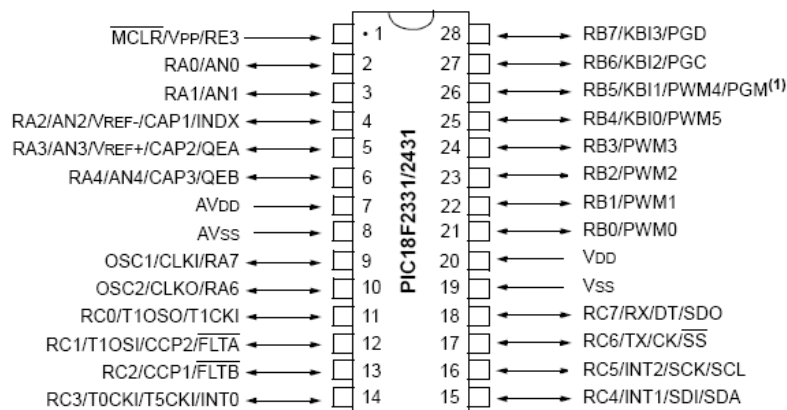 MCLR/VPP/RE3 1 28 RB7/KBI3/PGD
RA0/AN0 2 27 RB6/KBI2/PGC
RA1/AN1 3 26 RB5/KBI1/PWM4/PGM(1)
RA2/AN2/VREF-/CAP1/INDX 4 25 RB4/KBI0/PWM5
RA3/AN3/VREF+/CAP2/QEA 5 24 RB3/PWM3
RA4/AN4/CAP3/QEB 6 23 RB2/PWM2
AVDD 7 22 RB1/PWM1
AVSS 8 21 RB0/PWM0
OSC1/CLKI/RA7 9 20 VDD
OSC2/CLKO/RA6 10 19 VSS
RC0/T1OSO/T1CKI 11 18 RC7/RX/DT/SDO
RC1/T1OSI/CCP2/FLTA 12 17 RC6/TX/CK/SS
RC2/CCP1/FLTB 13 16 RC5/INT2/SCK/SCL
RC3/T0CKI/T5CKI/INT0 14 15 RC4/INT1/SDI/SDA
PIC18F2331/2431